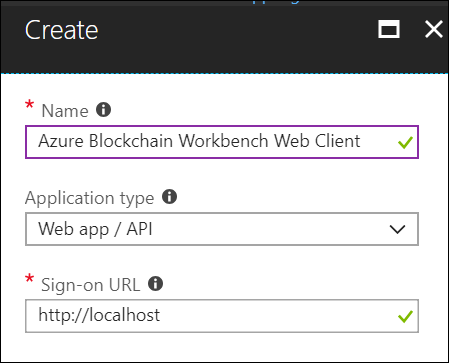 Create
* Name
Azure Blockchain Workbench Web Client
Application type
Web app / API
* Sign-on URL
http://localhost